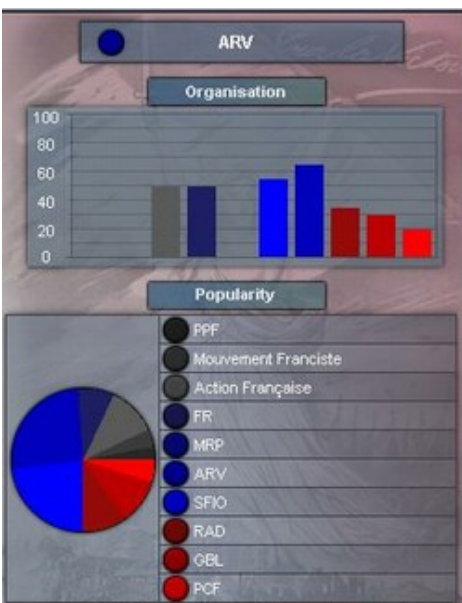 ARV
Organisation
100
80
60
40
20
0
Popularity
PPF
Mouvement Franciste
Action Française
FR
MRP
ARV
SFIO
RAD
GBL
PCF